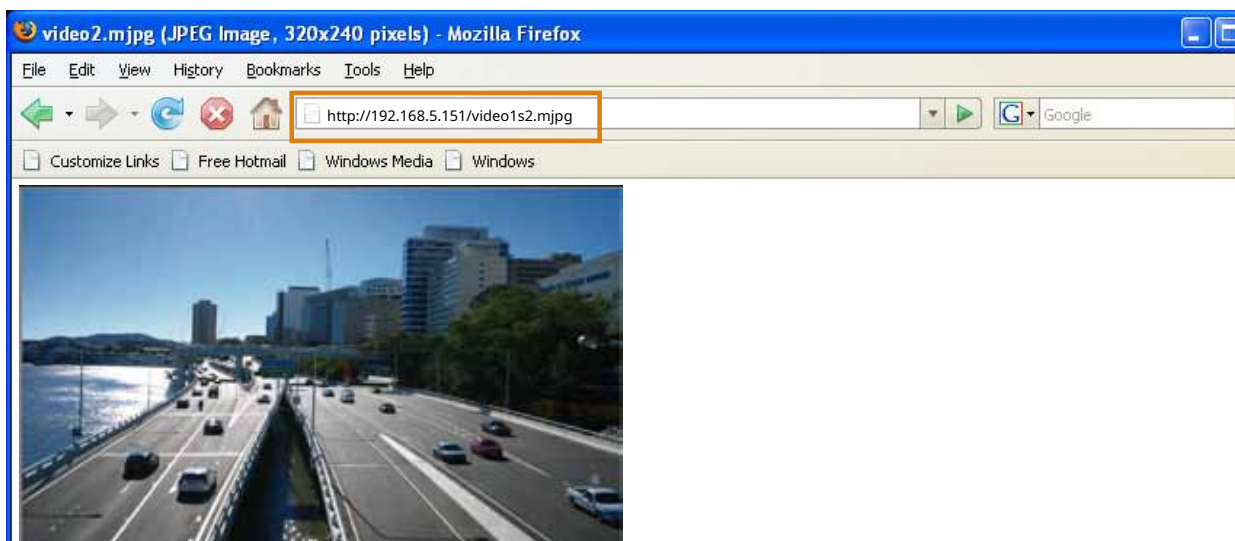 video2.mjpg (JPEG Image, 320x240 pixels) - Mozilla Firefox
File Edit View History Bookmarks Tools Help
http://192.168.5.151/video1s2.mjpg G Google
Customize Links Free Hotmail Windows Media Windows